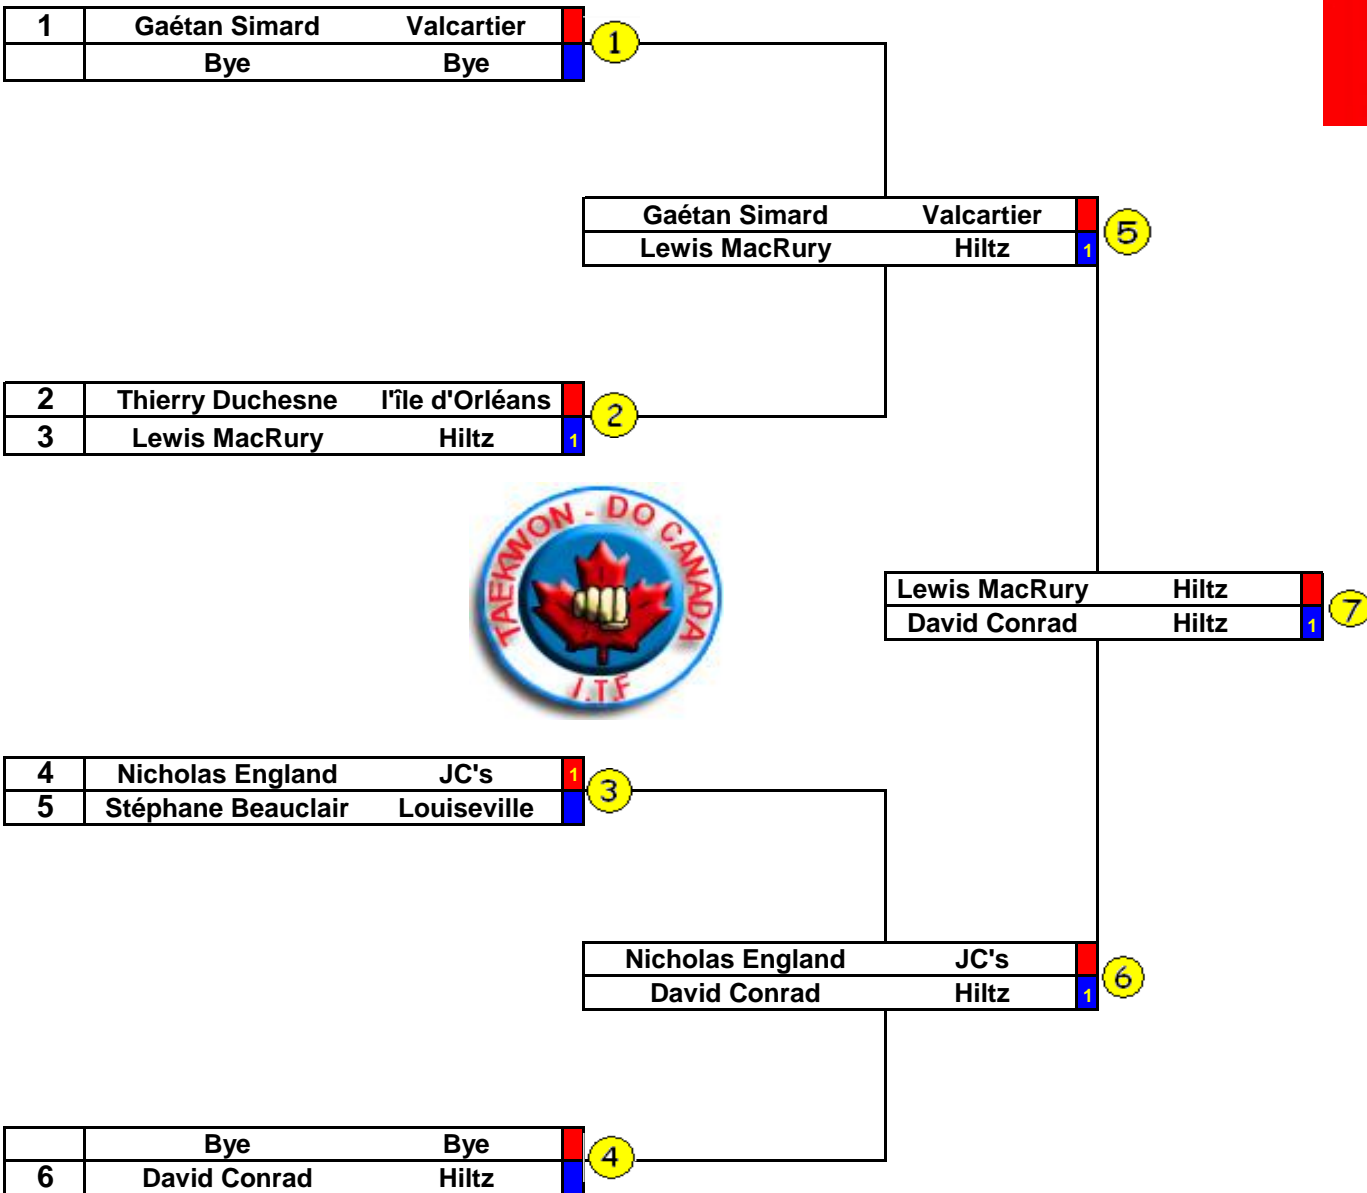 1 Gaétan Simard Valcartier
1
Bye Bye
Gaétan Simard Valcartier
5
Lewis MacRury Hiltz 1
2 Thierry Duchesne l'île d'Orléans
2
3 Lewis MacRury Hiltz 1
TAEKWON - DO CANADA
I.T.F
Lewis MacRury Hiltz
7
David Conrad Hiltz 1
4 Nicholas England JC's 1
3
5 Stéphane Beauclair Louiseville
Nicholas England JC's
6
David Conrad Hiltz 1
Bye Bye
4
6 David Conrad Hiltz